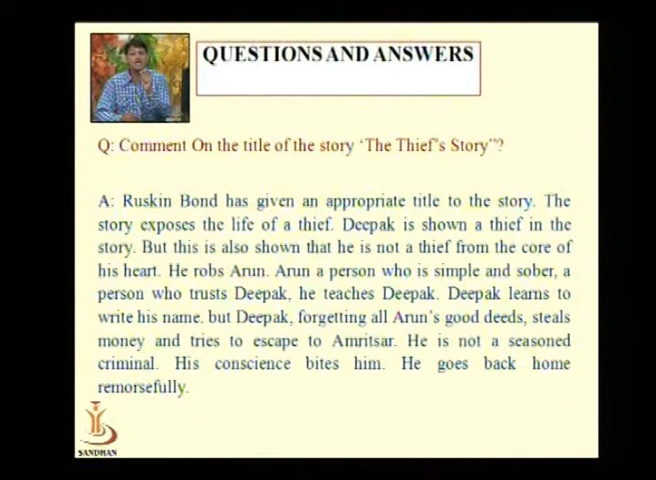 QUESTIONS AND ANSWERS
Q: Comment On the title of the story ‘The Thief’s Story”?
A: Ruskin Bond has given an appropriate title to the story. The
story exposes the life of a thief. Deepak is shown a thief in the
story. But this is also shown that he is not a thief from the core of
his heart. He robs Arun. Arun a person who is simple and sober, a
person who trusts Deepak, he teaches Deepak. Deepak learns to
write his name. but Deepak, forgetting all Arun’s good deeds, steals
money and tries to escape to Amritsar. He is not a seasoned
criminal. His conscience bites him. He goes back home
remorsefully.
SANDHAN